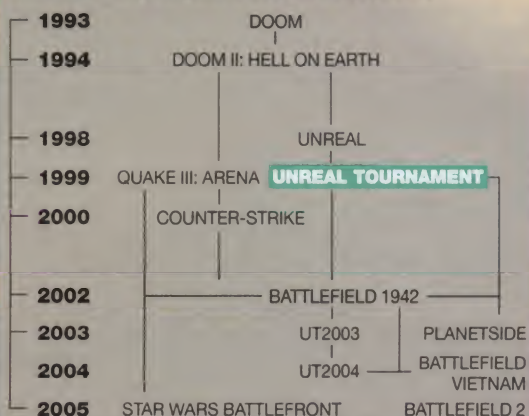 1993 DOOM
1994 DOOM II: HELL ON EARTH
1998 UNREAL
1999 QUAKE III: ARENA UNREAL TOURNAMENT
2000 COUNTER-STRIKE
2002 BATTLEFIELD 1942
2003 UT2003 PLANETSIDE
2004 UT2004 BATTLEFIELD
VIETNAM
2005 STAR WARS BATTLEFRONT BATTLEFIELD 2